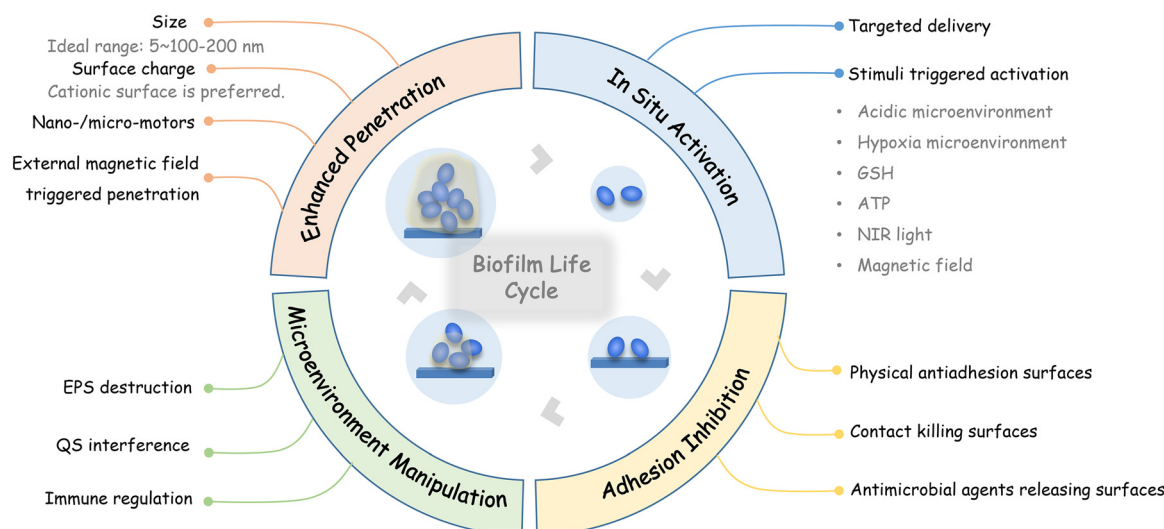 Size
Ideal range: 5~100-200 nm
Surface charge
Cationic surface is preferred.
Nano-/micro-motors
External magnetic field
triggered penetration
Enhanced Penetration
In Situ Activation
Targeted delivery
Stimuli triggered activation
• Acidic microenvironment
• Hypoxia microenvironment
• GSH
• ATP
• NIR light
• Magnetic field
Biofilm Life
Cycle
EPS destruction
QS interference
Immune regulation
Microenvironment Manipulation
Adhesion Inhibition
Physical antiadhesion surfaces
Contact killing surfaces
Antimicrobial agents releasing surfaces